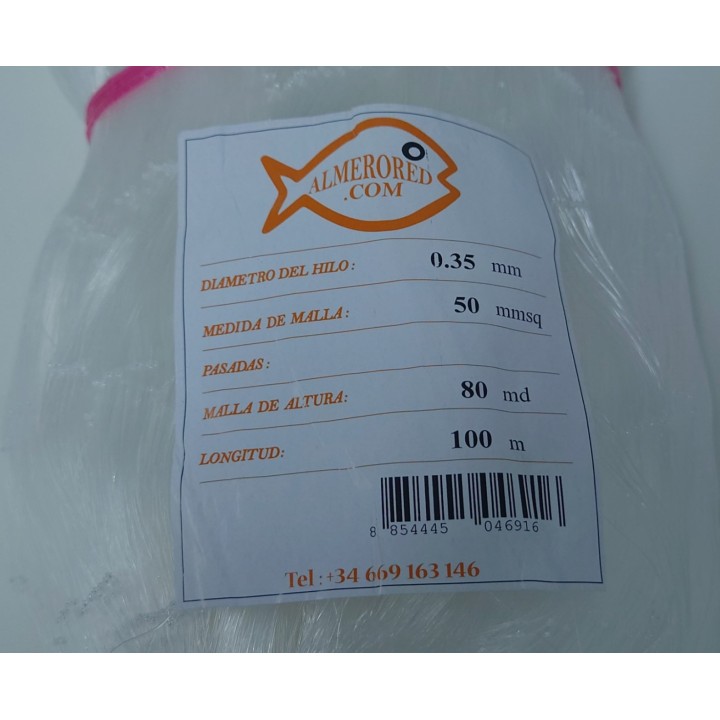 ALMERORED
.COM
DIAMETRO DEL HILO: 0.35 mm
MEDIDA DE MALLA: 50 mmsq
PASADAS:
MALLA DE ALTURA: 80 md
LONGITUD: 100 m
8 854445 046916
Tel : +34 669 163 146